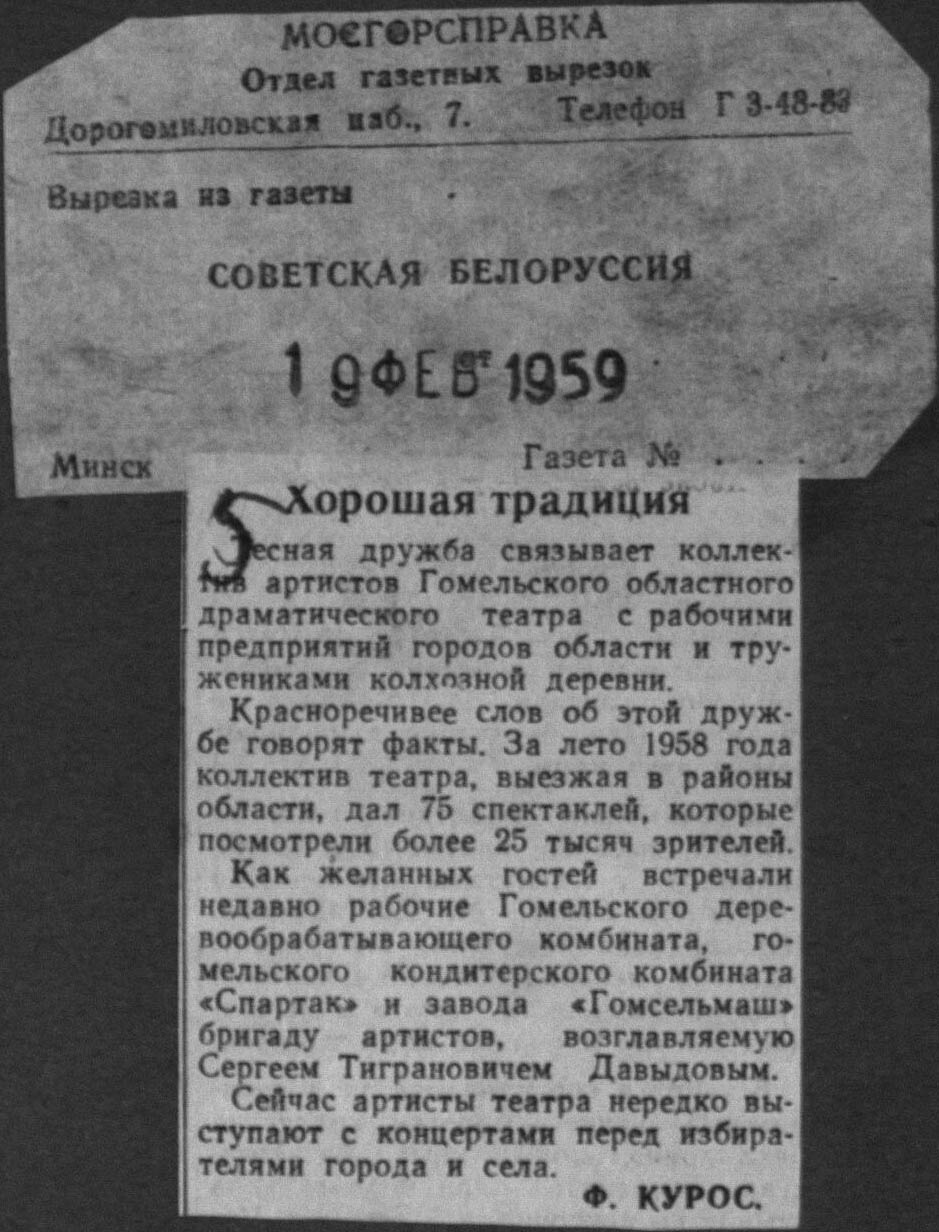 МОСГОРСПРАВКА
Отдел газетных вырезок
Дорогомиловская наб., 7. Телефон Г 3-48-83
Вырезка из газеты
СОВЕТСКАЯ БЕЛОРУССИЯ
19 ФЕВ 1959
Минск Газета № . . . .
Хорошая традиция
Тесная дружба связывает коллек-
тив артистов Гомельского областного
драматического театра с рабочими
предприятий городов области и тру-
жениками колхозной деревни.
Красноречивее слов об этой друж-
бе говорят факты. За лето 1958 года
коллектив театра, выезжая в районы
области, дал 75 спектаклей, которые
посмотрели более 25 тысяч зрителей.
Как желанных гостей встречали
недавно рабочие Гомельского дере-
вообрабатывающего комбината, го-
мельского кондитерского комбината
«Спартак» и завода «Гомсельмаш»
бригаду артистов, возглавляемую
Сергеем Тиграновичем Давыдовым.
Сейчас артисты театра нередко вы-
ступают с концертами перед избира-
телями города и села.
Ф. КУРОС.